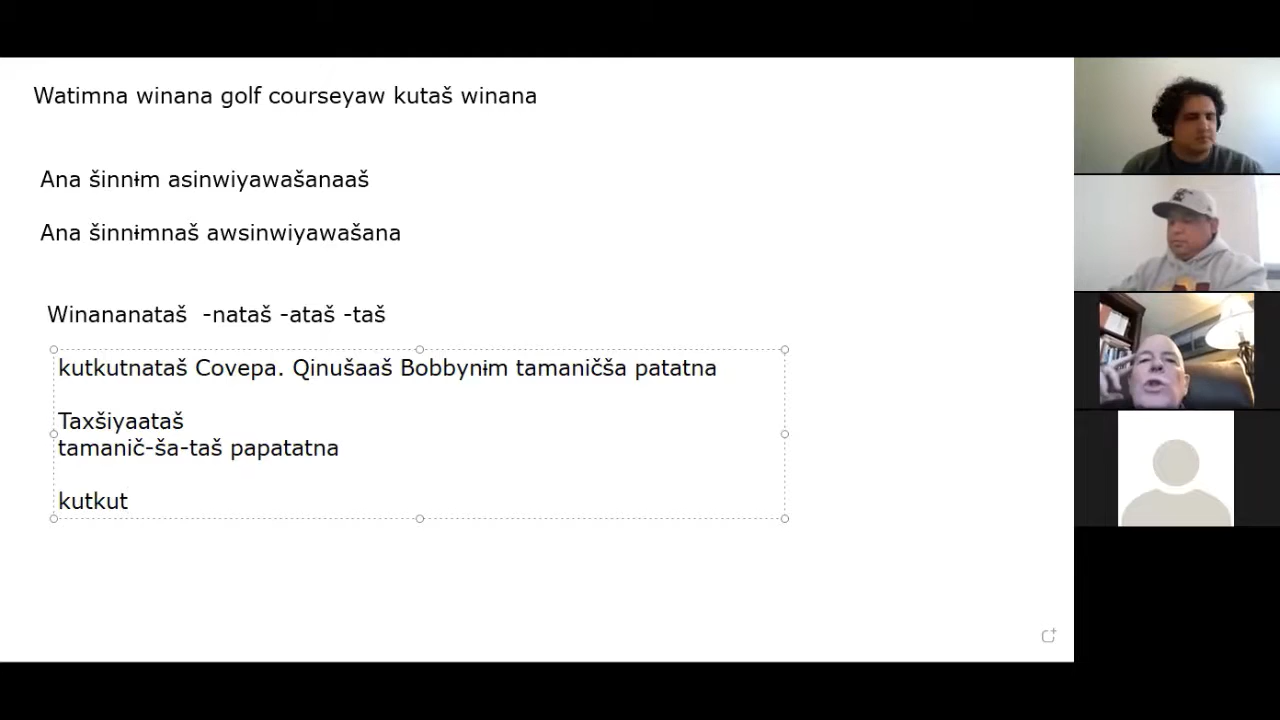 Watimna winana golf courseyaw kutaš winana
Ana šinnɨm asinwiyawašanaaš
Ana šinnɨmnaš awsinwiyawašana
Winananataš -nataš -ataš -taš
kutkutnataš Covepa. Qinušaaš Bobbynɨm tamaničša patatna
Taxšiyaataš
tamanič-ša-taš papatatna
kutkut